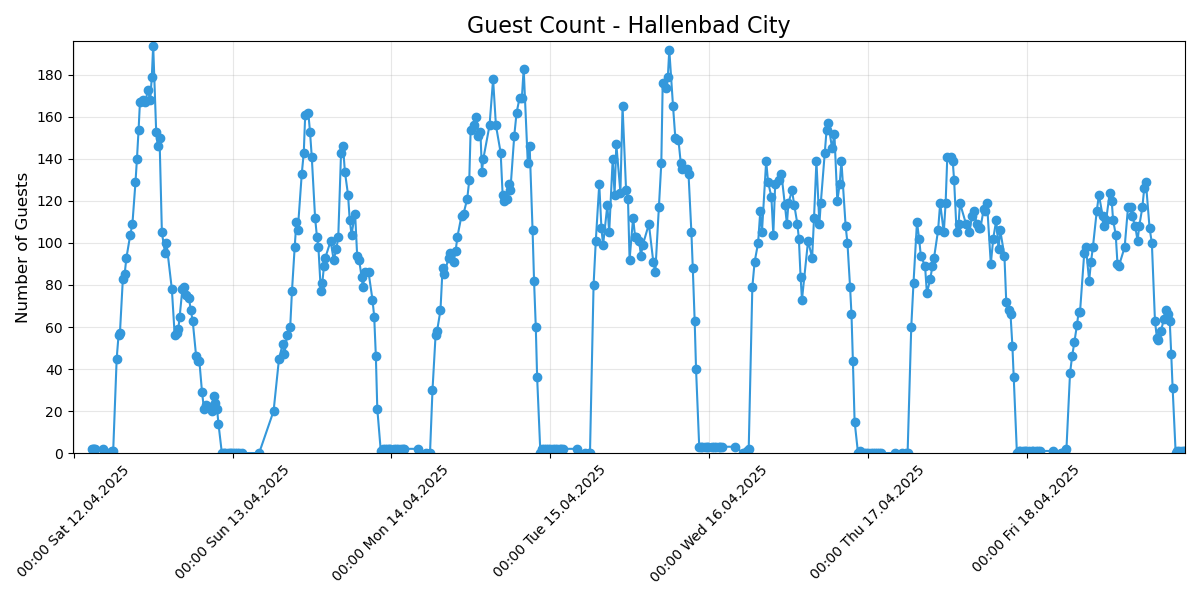 Guest Count - Hallenbad City
Number of Guests
180
160
140
120
100
80
60
40
20
0
00:00 Sat 12.04.2025
00:00 Sun 13.04.2025
00:00 Mon 14.04.2025
00:00 Tue 15.04.2025
00:00 Wed 16.04.2025
00:00 Thu 17.04.2025
00:00 Fri 18.04.2025